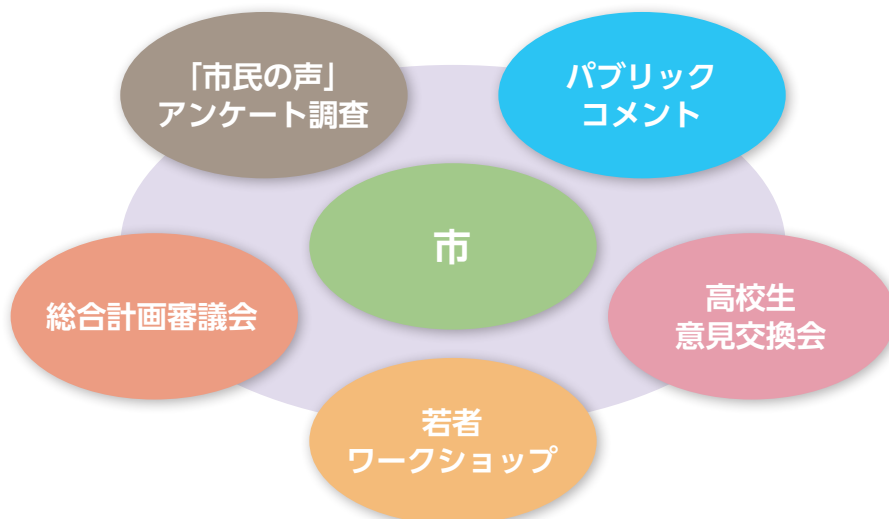 「市民の声」
アンケート調査
パブリック
コメント
市
総合計画審議会
高校生
意見交換会
若者
ワークショップ